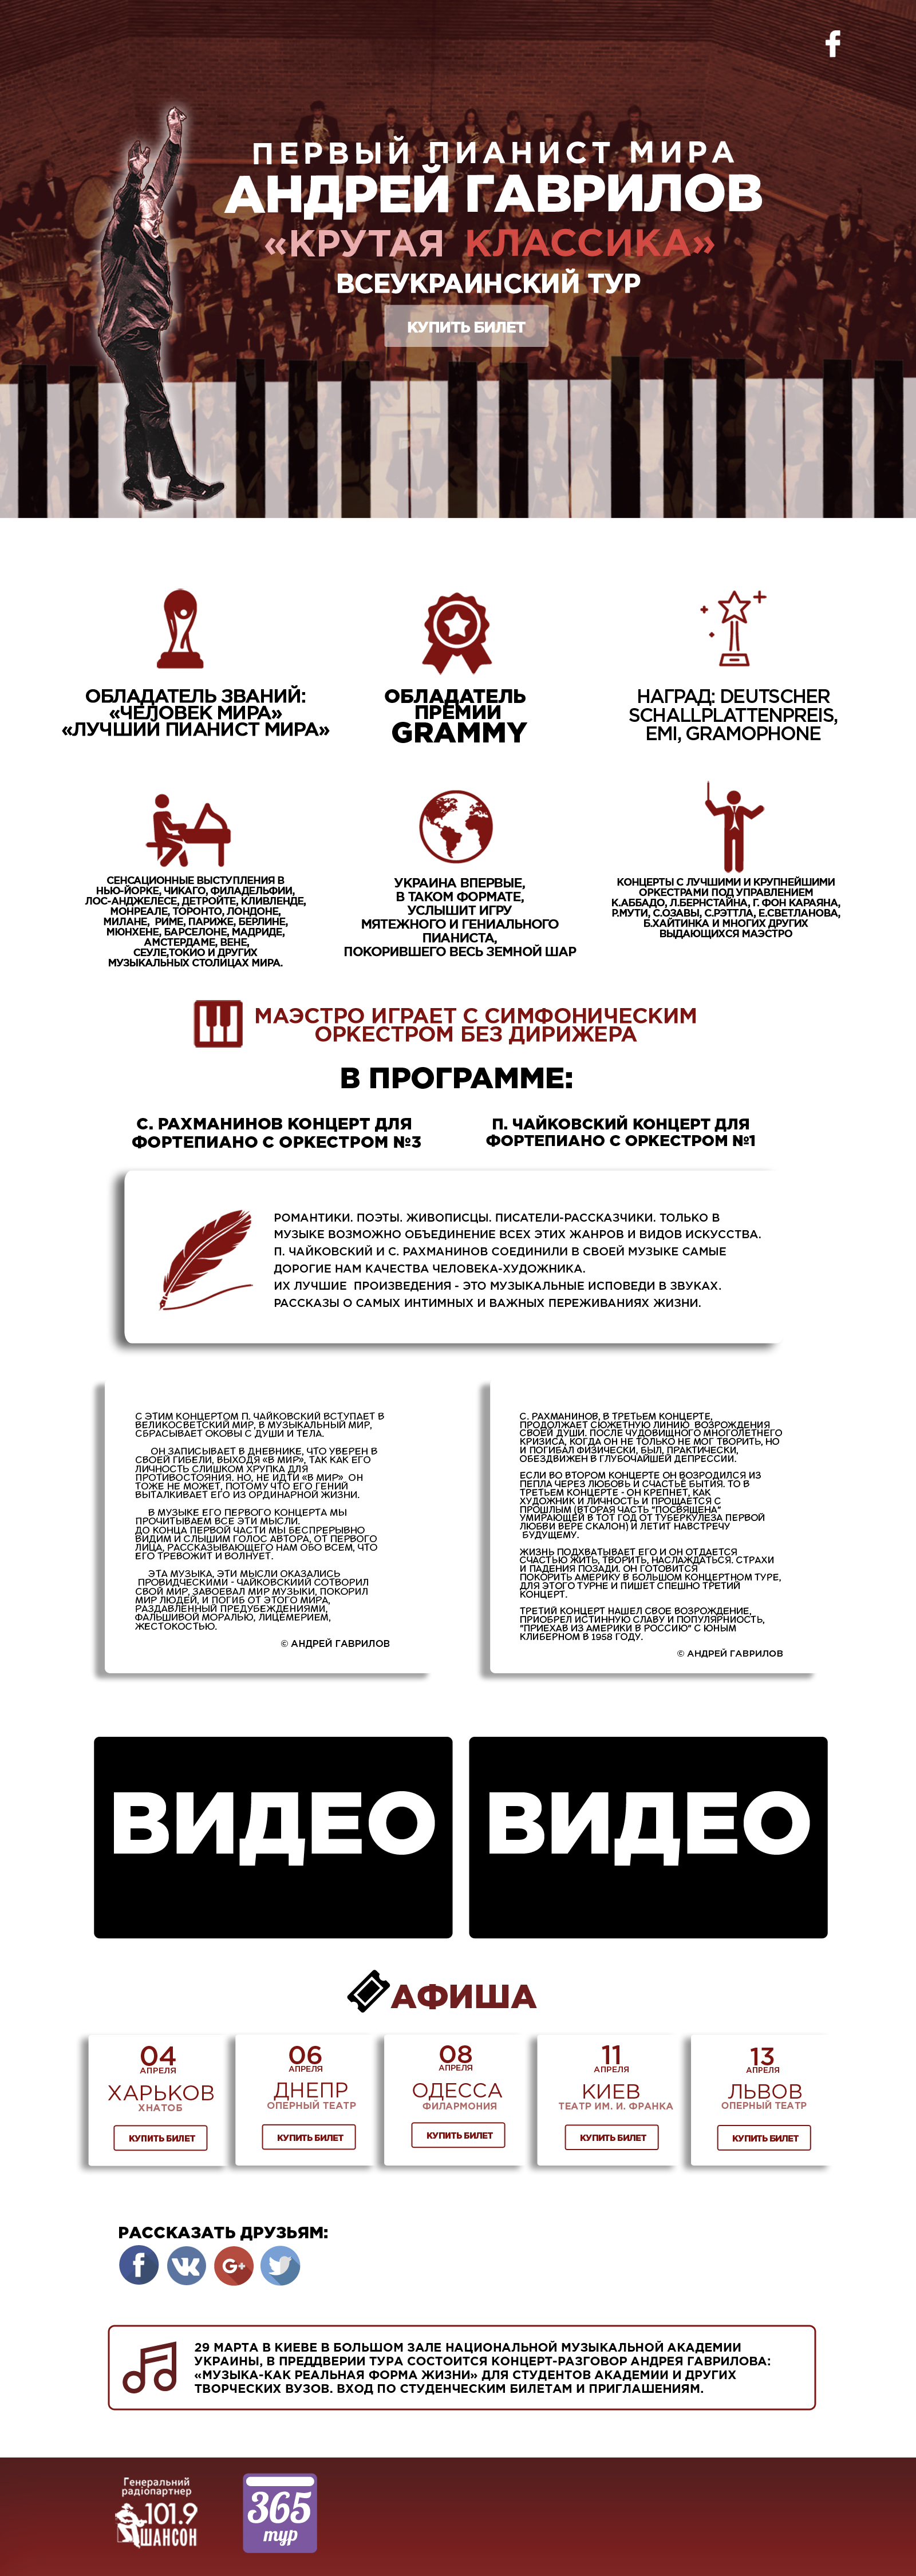 f
ПЕРВЫЙ ПИАНИСТ МИРА
АНДРЕЙ ГАВРИЛОВ
«КРУТАЯ КЛАССИКА»
ВСЕУКРАИНСКИЙ ТУР
КУПИТЬ БИЛЕТ
ОБЛАДАТЕЛЬ ЗВАНИЙ:
«ЧЕЛОВЕК МИРА»
«ЛУЧШИЙ ПИАНИСТ МИРА»
ОБЛАДАТЕЛЬ
ПРЕМИИ
GRAMMY
НАГРАД: DEUTSCHER
SCHALLPLATTENPREIS,
EMI, GRAMOPHONE
СЕНСАЦИОННЫЕ ВЫСТУПЛЕНИЯ В
НЬЮ-ЙОРКЕ, ЧИКАГО, ФИЛАДЕЛЬФИИ,
ЛОС-АНДЖЕЛЕСЕ, ДЕТРОЙТЕ, КЛИВЛЕНДЕ,
МОНРЕАЛЕ, ТОРОНТО, ЛОНДОНЕ,
МИЛАНЕ, РИМЕ, ПАРИЖЕ, БЕРЛИНЕ,
МЮНХЕНЕ, БАРСЕЛОНЕ, МАДРИДЕ,
АМСТЕРДАМЕ, ВЕНЕ,
СЕУЛЕ,ТОКИО И ДРУГИХ
МУЗЫКАЛЬНЫХ СТОЛИЦАХ МИРА.
УКРАИНА ВПЕРВЫЕ,
В ТАКОМ ФОРМАТЕ,
УСЛЫШИТ ИГРУ
МЯТЕЖНОГО И ГЕНИАЛЬНОГО
ПИАНИСТА,
ПОКОРИВШЕГО ВЕСЬ ЗЕМНОЙ ШАР
КОНЦЕРТЫ С ЛУЧШИМИ И КРУПНЕЙШИМИ
ОРКЕСТРАМИ ПОД УПРАВЛЕНИЕМ
К.АББАДО, Л.БЕРНСТАЙНА, Г. ФОН КАРАЯНА,
Р.МУТИ, С.ОЗАВЫ, С.РЭТТЛА, Е.СВЕТЛАНОВА,
Б.ХАЙТИНКА И МНОГИХ ДРУГИХ
ВЫДАЮЩИХСЯ МАЭСТРО
МАЭСТРО ИГРАЕТ С СИМФОНИЧЕСКИМ
ОРКЕСТРОМ БЕЗ ДИРИЖЕРА
В ПРОГРАММЕ:
С. РАХМАНИНОВ КОНЦЕРТ ДЛЯ
ФОРТЕПИАНО С ОРКЕСТРОМ №3
П. ЧАЙКОВСКИЙ КОНЦЕРТ ДЛЯ
ФОРТЕПИАНО С ОРКЕСТРОМ №1
РОМАНТИКИ. ПОЭТЫ. ЖИВОПИСЦЫ. ПИСАТЕЛИ-РАССКАЗЧИКИ. ТОЛЬКО В
МУЗЫКЕ ВОЗМОЖНО ОБЪЕДИНЕНИЕ ВСЕХ ЭТИХ ЖАНРОВ И ВИДОВ ИСКУССТВА.
П. ЧАЙКОВСКИЙ И С. РАХМАНИНОВ СОЕДИНИЛИ В СВОЕЙ МУЗЫКЕ САМЫЕ
ДОРОГИЕ НАМ КАЧЕСТВА ЧЕЛОВЕКА-ХУДОЖНИКА.
ИХ ЛУЧШИЕ ПРОИЗВЕДЕНИЯ - ЭТО МУЗЫКАЛЬНЫЕ ИСПОВЕДИ В ЗВУКАХ.
РАССКАЗЫ О САМЫХ ИНТИМНЫХ И ВАЖНЫХ ПЕРЕЖИВАНИЯХ ЖИЗНИ.
С ЭТИМ КОНЦЕРТОМ П. ЧАЙКОВСКИЙ ВСТУПАЕТ В
ВЕЛИКОСВЕТСКИЙ МИР, В МУЗЫКАЛЬНЫЙ МИР,
СБРАСЫВАЕТ ОКОВЫ С ДУШИ И ТЕЛА.
ОН ЗАПИСЫВАЕТ В ДНЕВНИКЕ, ЧТО УВЕРЕН В
СВОЕЙ ГИБЕЛИ, ВЫХОДЯ «В МИР», ТАК КАК ЕГО
ЛИЧНОСТЬ СЛИШКОМ ХРУПКА ДЛЯ
ПРОТИВОСТОЯНИЯ. НО, НЕ ИДТИ «В МИР» ОН
ТОЖЕ НЕ МОЖЕТ, ПОТОМУ ЧТО ЕГО ГЕНИЙ
ВЫТАЛКИВАЕТ ЕГО ИЗ ОРДИНАРНОЙ ЖИЗНИ.
В МУЗЫКЕ ЕГО ПЕРВОГО КОНЦЕРТА МЫ
ПРОЧИТЫВАЕМ ВСЕ ЭТИ МЫСЛИ.
ДО КОНЦА ПЕРВОЙ ЧАСТИ МЫ БЕСПРЕРЫВНО
ВИДИМ И СЛЫШИМ ГОЛОС АВТОРА, ОТ ПЕРВОГО
ЛИЦА, РАССКАЗЫВАЮЩЕГО НАМ ОБО ВСЕМ, ЧТО
ЕГО ТРЕВОЖИТ И ВОЛНУЕТ.
ЭТА МУЗЫКА, ЭТИ МЫСЛИ ОКАЗАЛИСЬ
ПРОВИДЧЕСКИМИ - ЧАЙКОВСКИИЙ СОТВОРИЛ
СВОЙ МИР, ЗАВОЕВАЛ МИР МУЗЫКИ, ПОКОРИЛ
МИР ЛЮДЕЙ, И ПОГИБ ОТ ЭТОГО МИРА,
РАЗДАВЛЕННЫЙ ПРЕДУБЕЖДЕНИЯМИ,
ФАЛЬШИВОЙ МОРАЛЬЮ, ЛИЦЕМЕРИЕМ,
ЖЕСТОКОСТЬЮ.
© АНДРЕЙ ГАВРИЛОВ
С. РАХМАНИНОВ, В ТРЕТЬЕМ КОНЦЕРТЕ,
ПРОДОЛЖАЕТ СЮЖЕТНУЮ ЛИНИЮ ВОЗРОЖДЕНИЯ
СВОЕЙ ДУШИ. ПОСЛЕ ЧУДОВИЩНОГО МНОГОЛЕТНЕГО
КРИЗИСА, КОГДА ОН НЕ ТОЛЬКО НЕ МОГ ТВОРИТЬ, НО
И ПОГИБАЛ ФИЗИЧЕСКИ, БЫЛ, ПРАКТИЧЕСКИ,
ОБЕЗДВИЖЕН В ГЛУБОЧАЙШЕЙ ДЕПРЕССИИ.
ЕСЛИ ВО ВТОРОМ КОНЦЕРТЕ ОН ВОЗРОДИЛСЯ ИЗ
ПЕПЛА ЧЕРЕЗ ЛЮБОВЬ И СЧАСТЬЕ БЫТИЯ. ТО В
ТРЕТЬЕМ КОНЦЕРТЕ - ОН КРЕПНЕТ, КАК
ХУДОЖНИК И ЛИЧНОСТЬ И ПРОЩАЕТСЯ С
ПРОШЛЫМ (ВТОРАЯ ЧАСТЬ "ПОСВЯЩЕНА"
УМИРАЮЩЕЙ В ТОТ ГОД ОТ ТУБЕРКУЛЕЗА ПЕРВОЙ
ЛЮБВИ ВЕРЕ СКАЛОН) И ЛЕТИТ НАВСТРЕЧУ
БУДУЩЕМУ.
ЖИЗНЬ ПОДХВАТЫВАЕТ ЕГО И ОН ОТДАЕТСЯ
СЧАСТЬЮ ЖИТЬ, ТВОРИТЬ, НАСЛАЖДАТЬСЯ. СТРАХИ
И ПАДЕНИЯ ПОЗАДИ. ОН ГОТОВИТСЯ
ПОКОРИТЬ АМЕРИКУ В БОЛЬШОМ КОНЦЕРТНОМ ТУРЕ,
ДЛЯ ЭТОГО ТУРНЕ И ПИШЕТ СПЕШНО ТРЕТИЙ
КОНЦЕРТ.
ТРЕТИЙ КОНЦЕРТ НАШЕЛ СВОЕ ВОЗРОЖДЕНИЕ,
ПРИОБРЕЛ ИСТИННУЮ СЛАВУ И ПОПУЛЯРНОСТЬ,
"ПРИЕХАВ ИЗ АМЕРИКИ В РОССИЮ" С ЮНЫМ
КЛИБЕРНОМ В 1958 ГОДУ.
© АНДРЕЙ ГАВРИЛОВ
ВИДЕО
ВИДЕО
АФИША
04
АПРЕЛЯ
ХАРЬКОВ
ХНАТОБ
КУПИТЬ БИЛЕТ
06
АПРЕЛЯ
ДНЕПР
ОПЕРНЫЙ ТЕАТР
КУПИТЬ БИЛЕТ
08
АПРЕЛЯ
ОДЕССА
ФИЛАРМОНИЯ
КУПИТЬ БИЛЕТ
11
АПРЕЛЯ
КИЕВ
ТЕАТР ИМ. И. ФРАНКА
КУПИТЬ БИЛЕТ
13
АПРЕЛЯ
ЛЬВОВ
ОПЕРНЫЙ ТЕАТР
КУПИТЬ БИЛЕТ
РАССКАЗАТЬ ДРУЗЬЯМ:
f
G+
29 МАРТА В КИЕВЕ В БОЛЬШОМ ЗАЛЕ НАЦИОНАЛЬНОЙ МУЗЫКАЛЬНОЙ АКАДЕМИИ
УКРАИНЫ, В ПРЕДДВЕРИИ ТУРА СОСТОИТСЯ КОНЦЕРТ-РАЗГОВОР АНДРЕЯ ГАВРИЛОВА:
«МУЗЫКА-КАК РЕАЛЬНАЯ ФОРМА ЖИЗНИ» ДЛЯ СТУДЕНТОВ АКАДЕМИИ И ДРУГИХ
ТВОРЧЕСКИХ ВУЗОВ. ВХОД ПО СТУДЕНЧЕСКИМ БИЛЕТАМ И ПРИГЛАШЕНИЯМ.
Генеральний
радіопартнер
101.9
ШАНСОН
365
тур